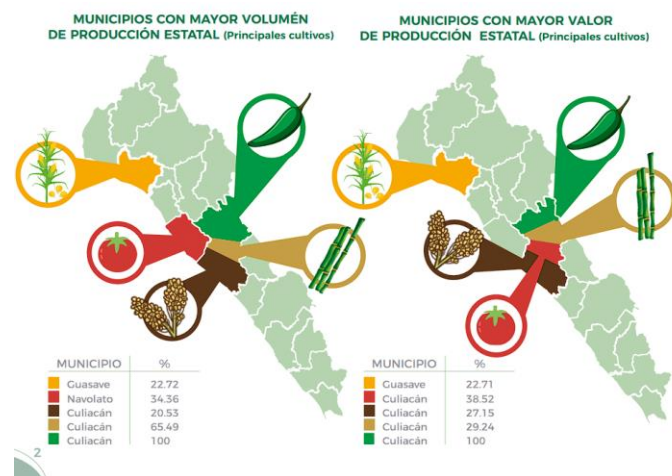 MUNICIPIOS CON MAYOR VOLUMÉN
DE PRODUCCIÓN ESTATAL (Principales cultivos)
MUNICIPIOS CON MAYOR VALOR
DE PRODUCCIÓN ESTATAL (Principales cultivos)
MUNICIPIO %
Guasave 22.72
Navolato 34.36
Culiacán 20.53
Culiacán 65.49
Culiacán 100
MUNICIPIO %
Guasave 22.71
Culiacán 38.52
Culiacán 27.15
Culiacán 29.24
Culiacán 100
2